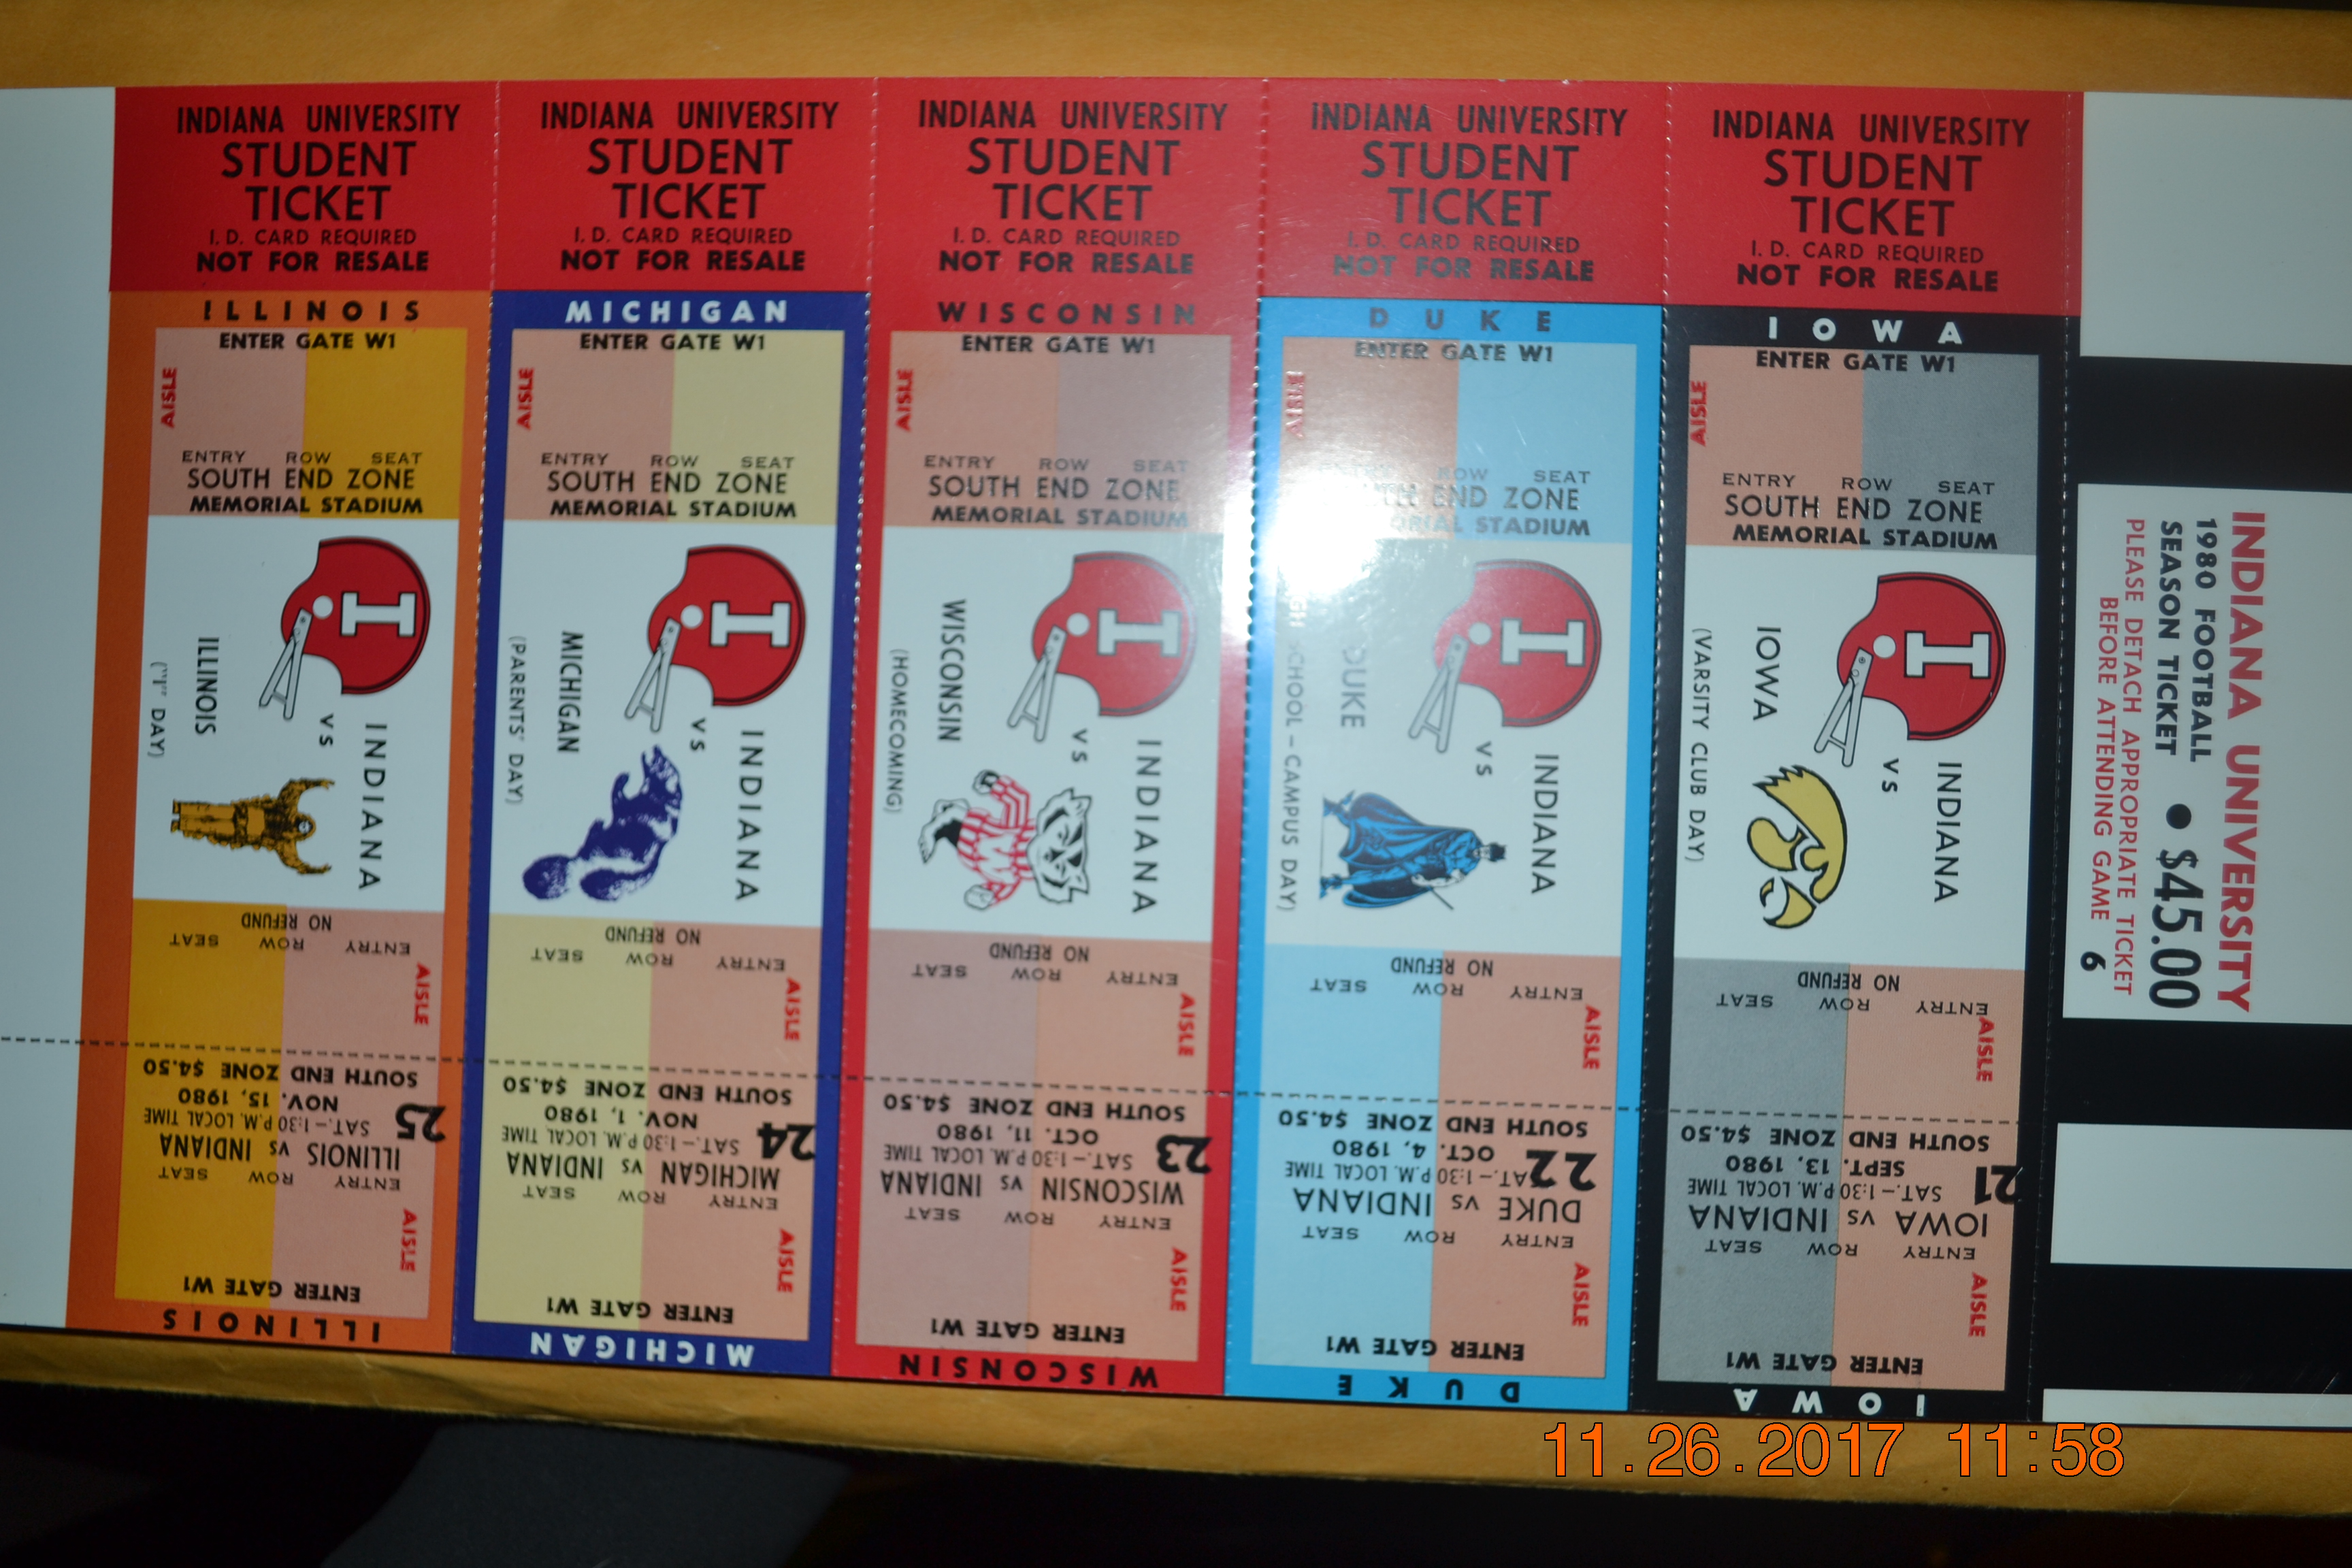 INDIANA UNIVERSITY
STUDENT
TICKET
I.D. CARD REQUIRED
NOT FOR RESALE
ILLINOIS
ENTER GATE W1
AISLE
ENTRY ROW SEAT
SOUTH END ZONE
MEMORIAL STADIUM
I
INDIANA
vs
ILLINOIS
("I" DAY)
NO REFUND
ENTRY ROW SEAT
AISLE
SOUTH END ZONE $4.50
NOV. 15, 1980
25
SAT.–1:30 P.M. LOCAL TIME
ILLINOIS vs INDIANA
ENTRY ROW SEAT
AISLE
ENTER GATE W1
ILLINOIS
INDIANA UNIVERSITY
STUDENT
TICKET
I.D. CARD REQUIRED
NOT FOR RESALE
MICHIGAN
ENTER GATE W1
AISLE
ENTRY ROW SEAT
SOUTH END ZONE
MEMORIAL STADIUM
I
INDIANA
vs
MICHIGAN
(PARENTS' DAY)
NO REFUND
ENTRY ROW SEAT
AISLE
SOUTH END ZONE $4.50
NOV. 1, 1980
24
SAT.–1:30 P.M. LOCAL TIME
MICHIGAN vs INDIANA
ENTRY ROW SEAT
AISLE
ENTER GATE W1
MICHIGAN
INDIANA UNIVERSITY
STUDENT
TICKET
I.D. CARD REQUIRED
NOT FOR RESALE
WISCONSIN
ENTER GATE W1
AISLE
ENTRY ROW SEAT
SOUTH END ZONE
MEMORIAL STADIUM
I
INDIANA
vs
WISCONSIN
(HOMECOMING)
NO REFUND
ENTRY ROW SEAT
AISLE
SOUTH END ZONE $4.50
OCT. 11, 1980
23
SAT.–1:30 P.M. LOCAL TIME
WISCONSIN vs INDIANA
ENTRY ROW SEAT
AISLE
ENTER GATE W1
WISCONSIN
INDIANA UNIVERSITY
STUDENT
TICKET
I.D. CARD REQUIRED
NOT FOR RESALE
DUKE
ENTER GATE W1
AISLE
ROW SEAT
END ZONE
STADIUM
I
INDIANA
vs
DUKE
SCHOOL – CAMPUS DAY)
NO REFUND
ENTRY ROW SEAT
AISLE
SOUTH END ZONE $4.50
OCT. 4, 1980
22
SAT.–1:30 P.M. LOCAL TIME
DUKE vs INDIANA
ENTRY ROW SEAT
AISLE
ENTER GATE W1
DUKE
INDIANA UNIVERSITY
STUDENT
TICKET
I.D. CARD REQUIRED
NOT FOR RESALE
IOWA
ENTER GATE W1
AISLE
ENTRY ROW SEAT
SOUTH END ZONE
MEMORIAL STADIUM
I
INDIANA
vs
IOWA
(VARSITY CLUB DAY)
NO REFUND
ENTRY ROW SEAT
AISLE
SOUTH END ZONE $4.50
SEPT. 13, 1980
21
SAT.–1:30 P.M. LOCAL TIME
IOWA vs INDIANA
ENTRY ROW SEAT
AISLE
ENTER GATE W1
IOWA
INDIANA UNIVERSITY
1980 FOOTBALL
SEASON TICKET ● $45.00
PLEASE DETACH APPROPRIATE TICKET
BEFORE ATTENDING GAME 6
11.26.2017 11:58